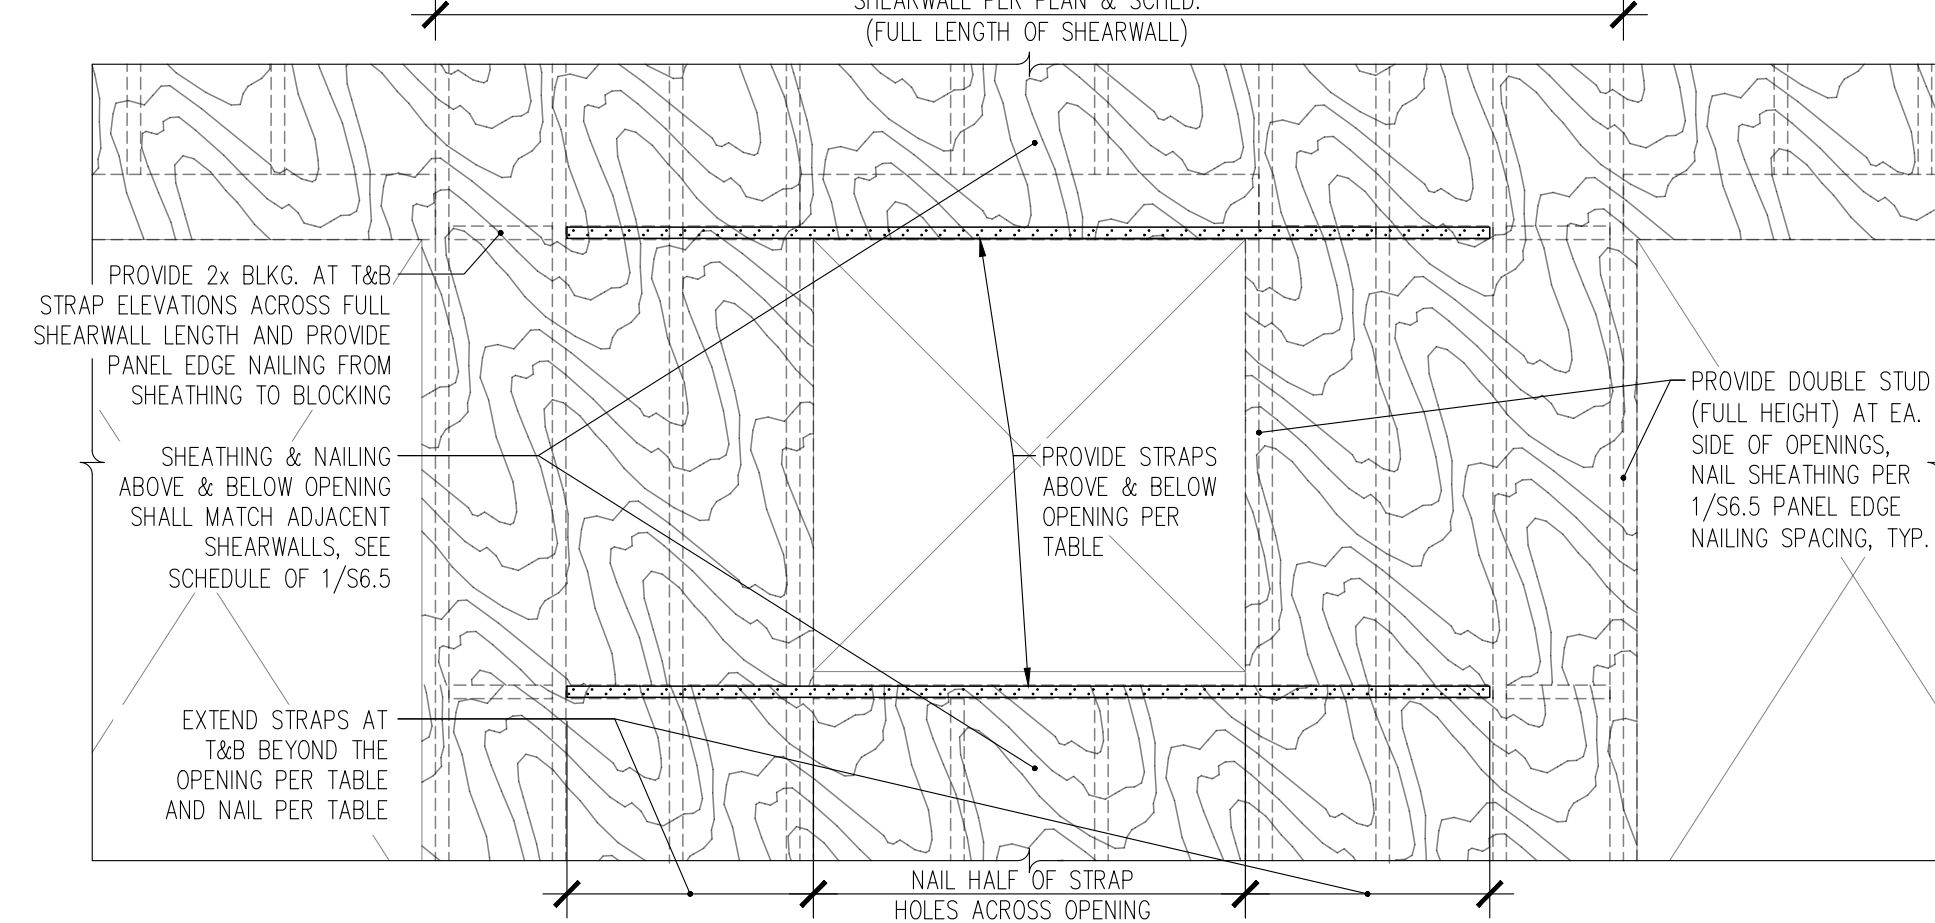 SHEARWALL PER PLAN & SCHED.
(FULL LENGTH OF SHEARWALL)
PROVIDE 2x BLKG. AT T&B
STRAP ELEVATIONS ACROSS FULL
SHEARWALL LENGTH AND PROVIDE
PANEL EDGE NAILING FROM
SHEATHING TO BLOCKING
SHEATHING & NAILING
ABOVE & BELOW OPENING
SHALL MATCH ADJACENT
SHEARWALLS, SEE
SCHEDULE OF 1/S6.5
EXTEND STRAPS AT
T&B BEYOND THE
OPENING PER TABLE
AND NAIL PER TABLE
PROVIDE STRAPS
ABOVE & BELOW
OPENING PER
TABLE
PROVIDE DOUBLE STUD
(FULL HEIGHT) AT EA.
SIDE OF OPENINGS,
NAIL SHEATHING PER
1/S6.5 PANEL EDGE
NAILING SPACING, TYP.
NAIL HALF OF STRAP
HOLES ACROSS OPENING